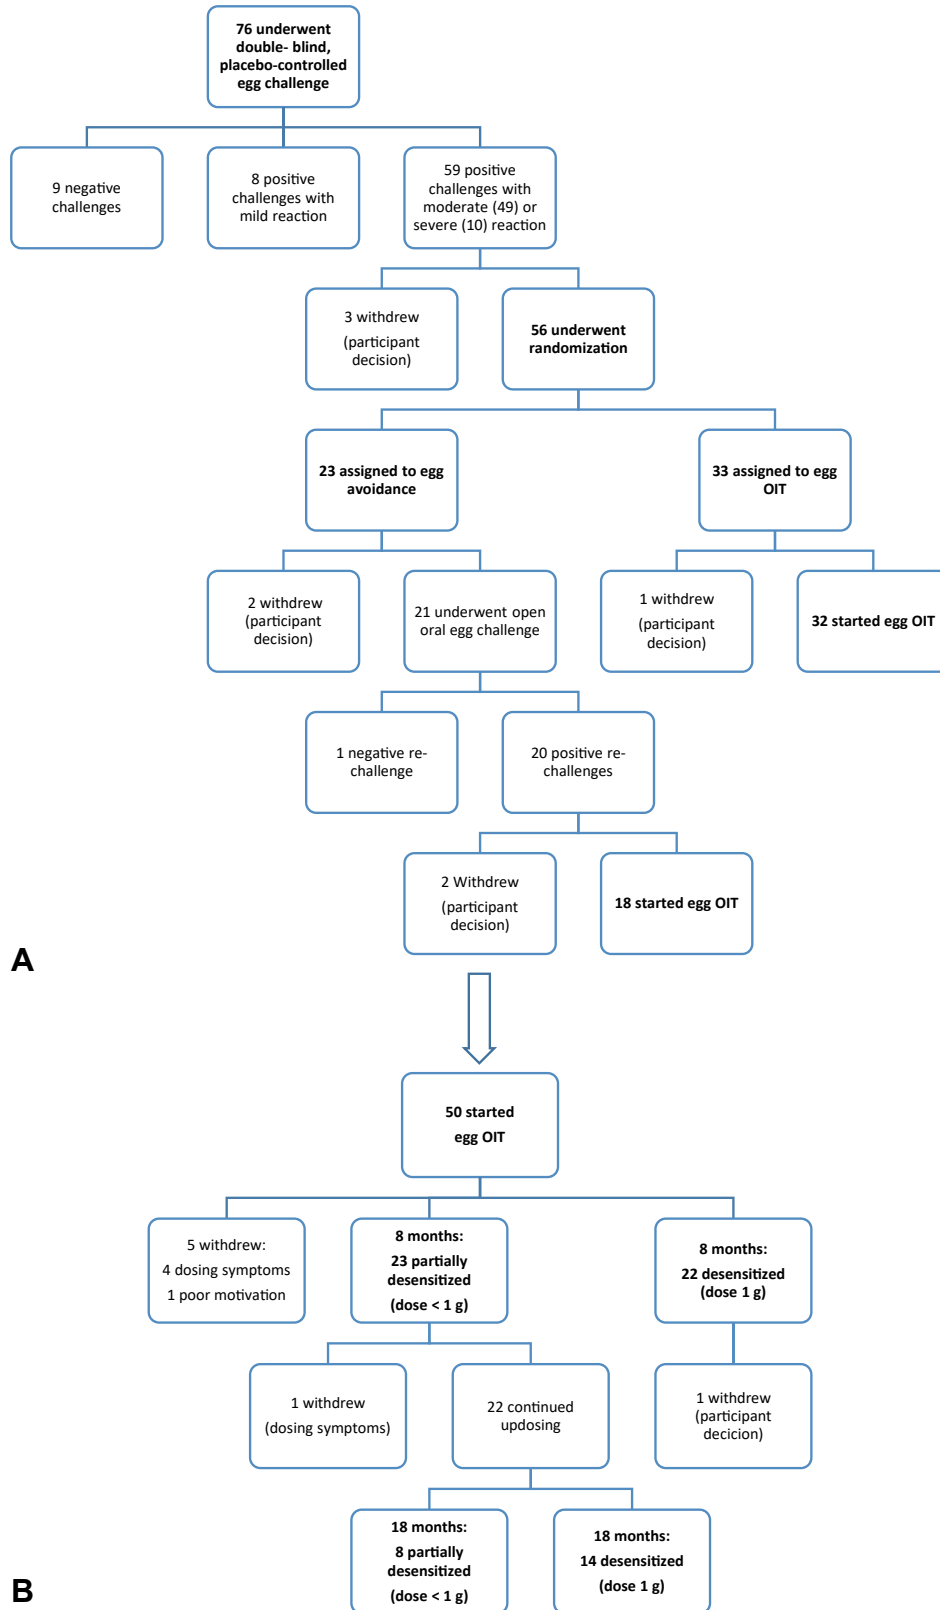 76 underwent
double- blind,
placebo-controlled
egg challenge
9 negative
challenges
8 positive
challenges with
mild reaction
59 positive
challenges with
moderate (49) or
severe (10) reaction
3 withdrew
(participant
decision)
56 underwent
randomization
23 assigned to egg
avoidance
33 assigned to egg
OIT
2 withdrew
(participant
decision)
21 underwent open
oral egg challenge
1 withdrew
(participant
decision)
32 started egg OIT
1 negative re-
challenge
20 positive re-
challenges
2 Withdrew
(participant
decision)
18 started egg OIT
A
50 started
egg OIT
5 withdrew:
4 dosing symptoms
1 poor motivation
8 months:
23 partially
desensitized
(dose < 1 g)
8 months:
22 desensitized
(dose 1 g)
1 withdrew
(dosing symptoms)
22 continued
updosing
1 withdrew
(participant
decicion)
18 months:
8 partially
desensitized
(dose < 1 g)
18 months:
14 desensitized
(dose 1 g)
B